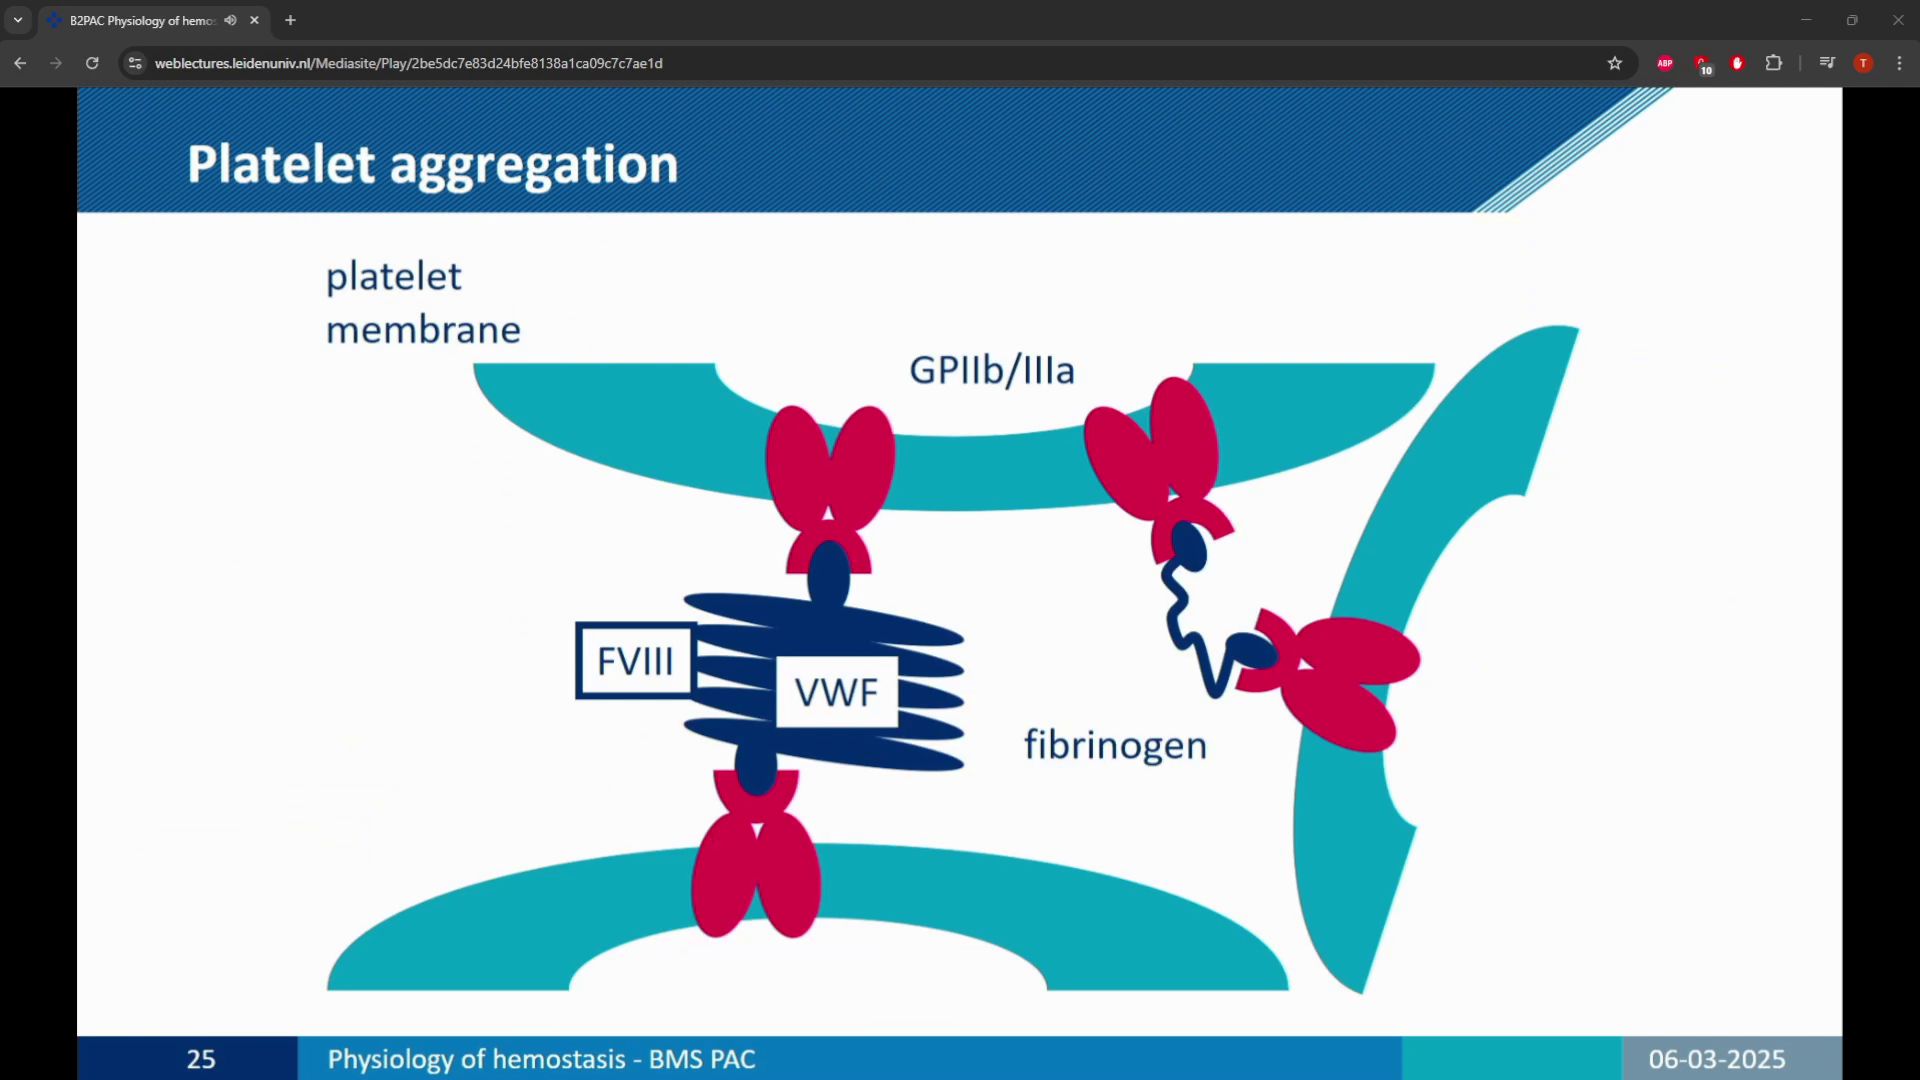 B2PAC Physiology of hemos
weblectures.leidenuniv.nl/Mediasite/Play/2be5dc7e83d24bfe8138a1ca09c7c7ae1d
ABP
10
T
Platelet aggregation
platelet
membrane
GPIIb/IIIa
FVIII
VWF
fibrinogen
25
Physiology of hemostasis - BMS PAC
06-03-2025